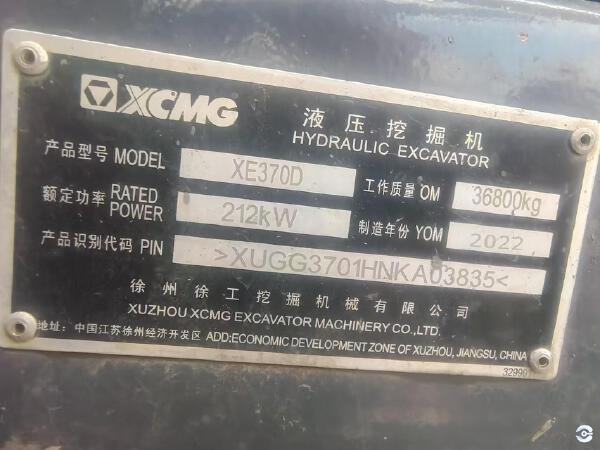 XCMG
液压挖掘机
HYDRAULIC EXCAVATOR
产品型号 MODEL XE370D 工作质量 OM 36800kg
额定功率 RATED POWER 212kW 制造年份 YOM 2022
产品识别代码 PIN >XUGG3701HNKA03835<
徐州徐工挖掘机械有限公司
XUZHOU XCMG EXCAVATOR MACHINERY CO.,LTD.
地址: 中国江苏徐州经济开发区 ADD:ECONOMIC DEVELOPMENT ZONE OF XUZHOU, JIANGSU, CHINA